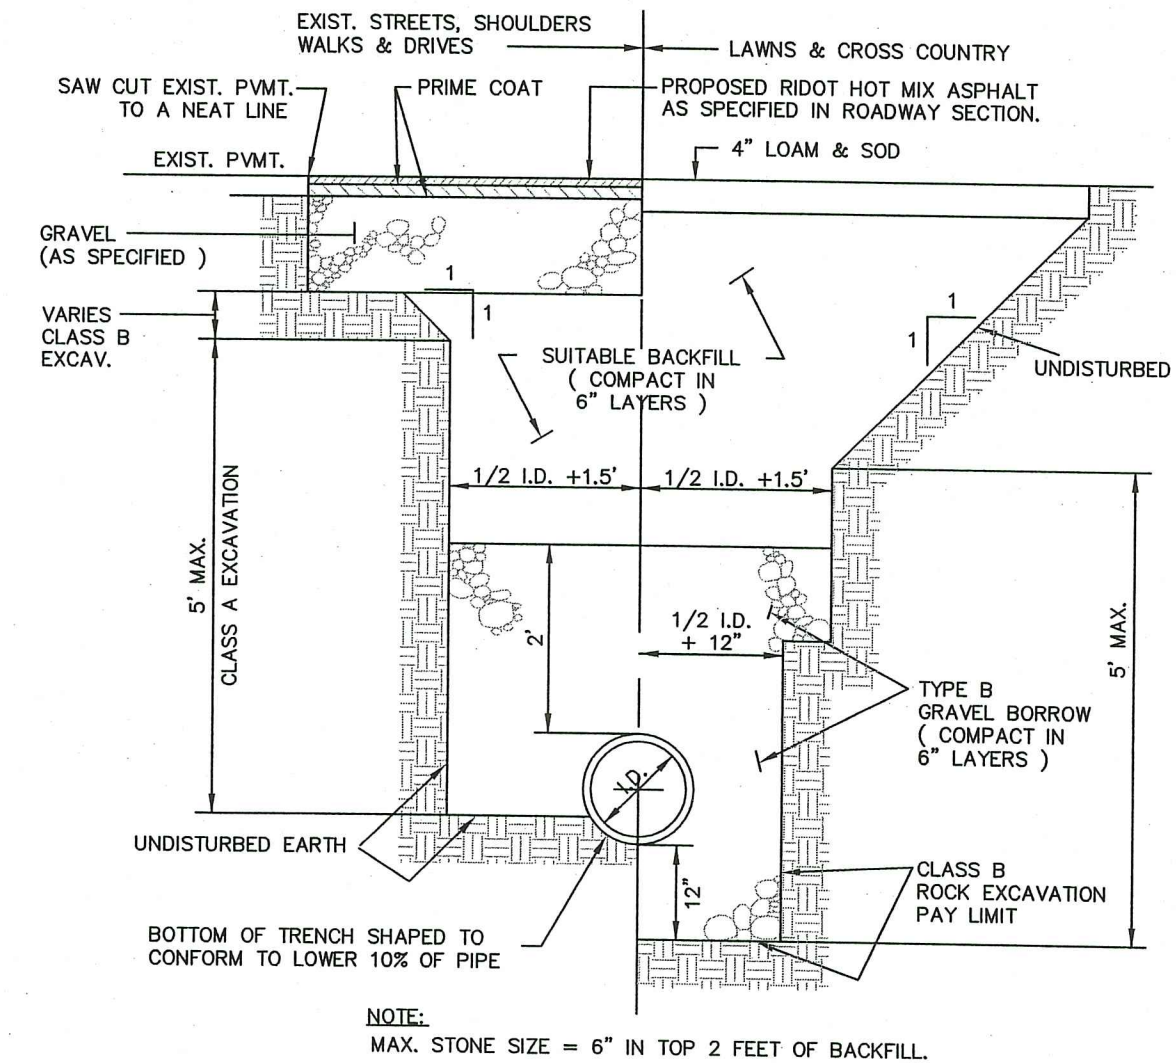 EXIST. STREETS, SHOULDERS
WALKS & DRIVES
LAWNS & CROSS COUNTRY
SAW CUT EXIST. PVMT.
TO A NEAT LINE
PRIME COAT
PROPOSED RIDOT HOT MIX ASPHALT
AS SPECIFIED IN ROADWAY SECTION.
EXIST. PVMT.
4" LOAM & SOD
GRAVEL
(AS SPECIFIED )
1
1
VARIES
CLASS B
EXCAV.
1
1
SUITABLE BACKFILL
( COMPACT IN
6" LAYERS )
UNDISTURBED
1/2 I.D. +1.5'
1/2 I.D. +1.5'
5' MAX.
CLASS A EXCAVATION
2'
1/2 I.D.
+ 12"
5' MAX.
TYPE B
GRAVEL BORROW
( COMPACT IN
6" LAYERS )
I.D.
UNDISTURBED EARTH
12"
CLASS B
ROCK EXCAVATION
PAY LIMIT
BOTTOM OF TRENCH SHAPED TO
CONFORM TO LOWER 10% OF PIPE
NOTE:
MAX. STONE SIZE = 6" IN TOP 2 FEET OF BACKFILL.